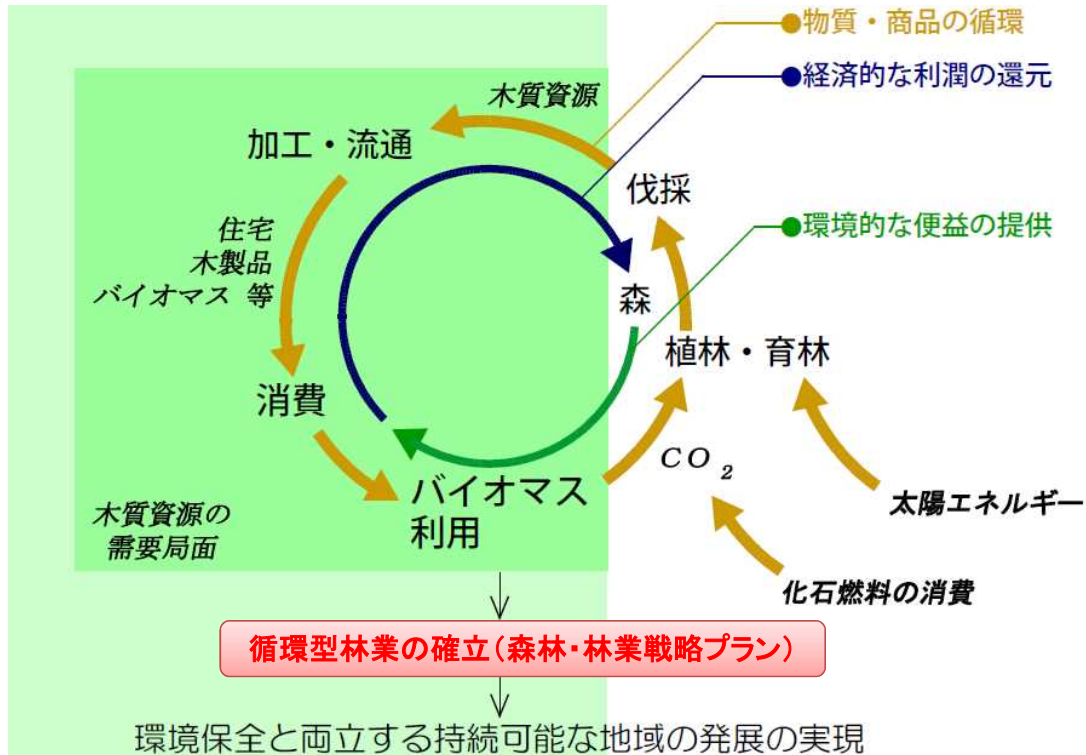 ●物質・商品の循環
●経済的な利潤の還元
木質資源
加工・流通
伐採
住宅
木製品
バイオマス 等
●環境的な便益の提供
森
植林・育林
消費
CO₂
バイオマス
利用
太陽エネルギー
木質資源の
需要局面
化石燃料の消費
循環型林業の確立(森林・林業戦略プラン)
環境保全と両立する持続可能な地域の発展の実現